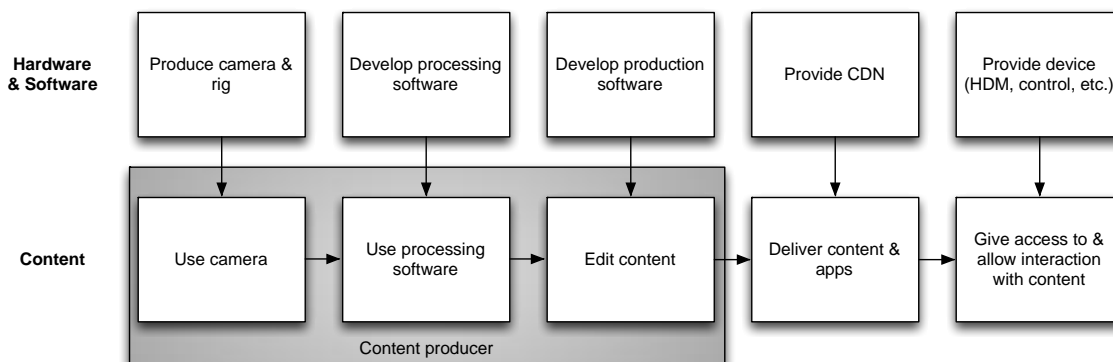 Hardware
& Software
Produce camera &
rig
Develop processing
software
Develop production
software
Provide CDN
Provide device
(HDM, control, etc.)
Content
Use camera
Use processing
software
Edit content
Deliver content &
apps
Give access to &
allow interaction
with content
Content producer